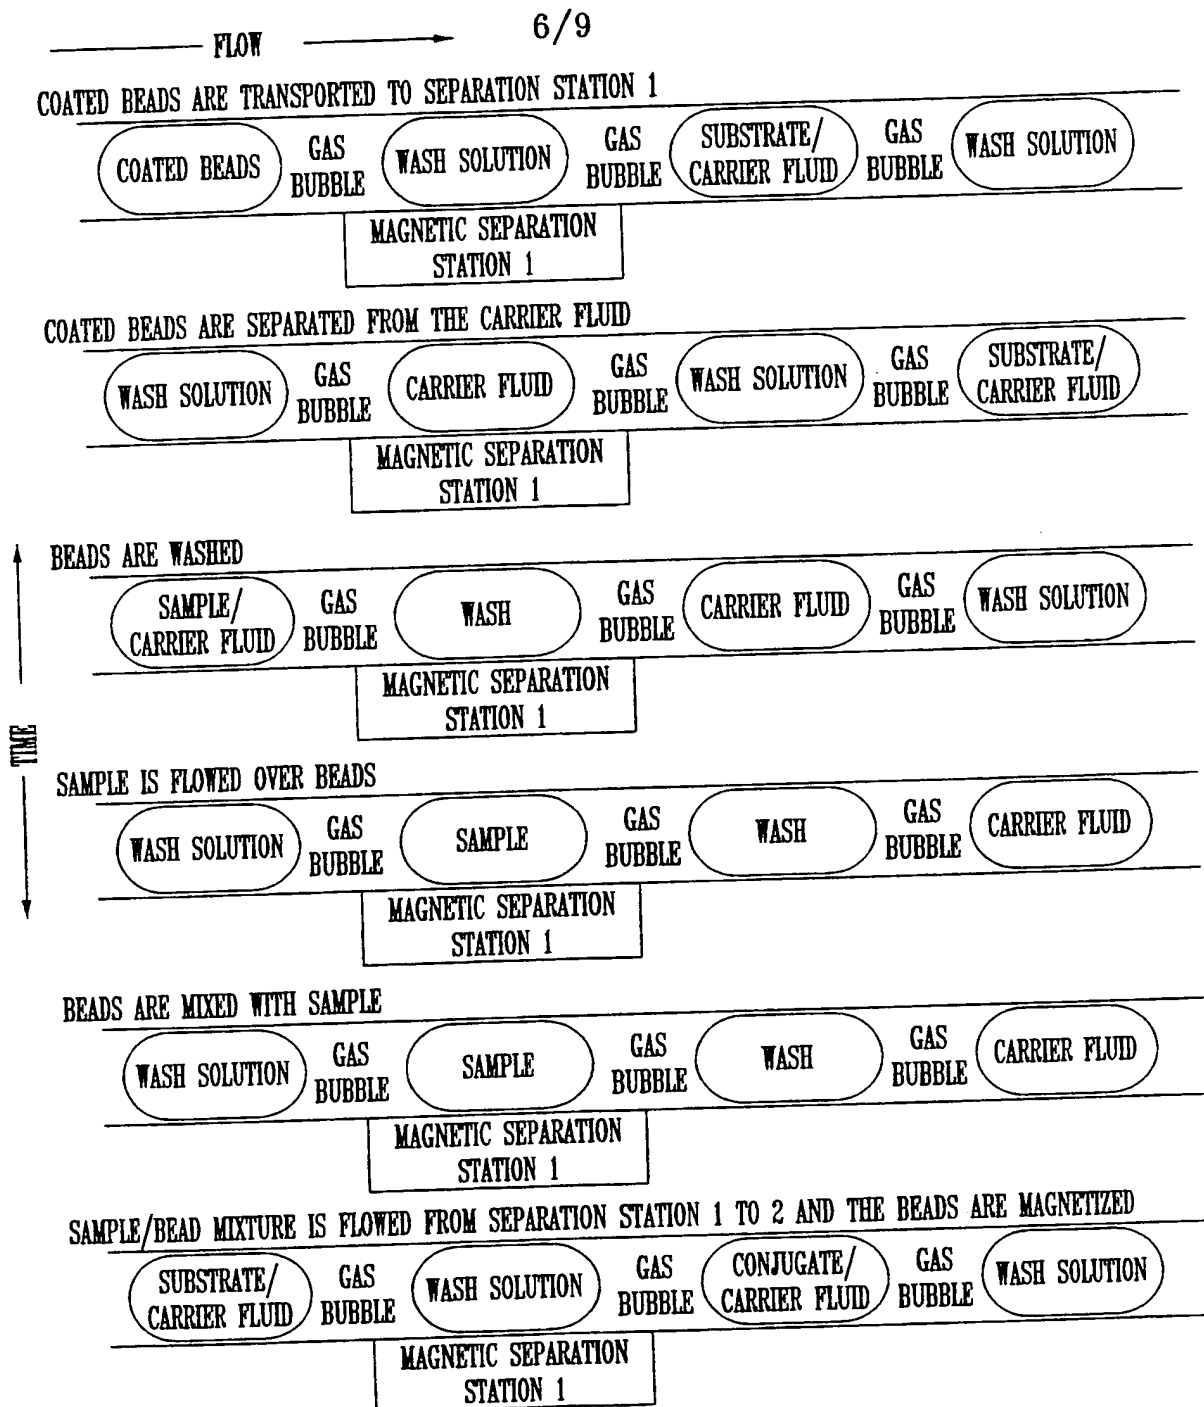 6/9
FLOW
COATED BEADS ARE TRANSPORTED TO SEPARATION STATION 1
COATED BEADS
GAS
BUBBLE
WASH SOLUTION
GAS
BUBBLE
SUBSTRATE/
CARRIER FLUID
GAS
BUBBLE
WASH SOLUTION
MAGNETIC SEPARATION
STATION 1
COATED BEADS ARE SEPARATED FROM THE CARRIER FLUID
WASH SOLUTION
GAS
BUBBLE
CARRIER FLUID
GAS
BUBBLE
WASH SOLUTION
GAS
BUBBLE
SUBSTRATE/
CARRIER FLUID
MAGNETIC SEPARATION
STATION 1
TIME
BEADS ARE WASHED
SAMPLE/
CARRIER FLUID
GAS
BUBBLE
WASH
GAS
BUBBLE
CARRIER FLUID
GAS
BUBBLE
WASH SOLUTION
MAGNETIC SEPARATION
STATION 1
SAMPLE IS FLOWED OVER BEADS
WASH SOLUTION
GAS
BUBBLE
SAMPLE
GAS
BUBBLE
WASH
GAS
BUBBLE
CARRIER FLUID
MAGNETIC SEPARATION
STATION 1
BEADS ARE MIXED WITH SAMPLE
WASH SOLUTION
GAS
BUBBLE
SAMPLE
GAS
BUBBLE
WASH
GAS
BUBBLE
CARRIER FLUID
MAGNETIC SEPARATION
STATION 1
SAMPLE/BEAD MIXTURE IS FLOWED FROM SEPARATION STATION 1 TO 2 AND THE BEADS ARE MAGNETIZED
SUBSTRATE/
CARRIER FLUID
GAS
BUBBLE
WASH SOLUTION
GAS
BUBBLE
CONJUGATE/
CARRIER FLUID
GAS
BUBBLE
WASH SOLUTION
MAGNETIC SEPARATION
STATION 1